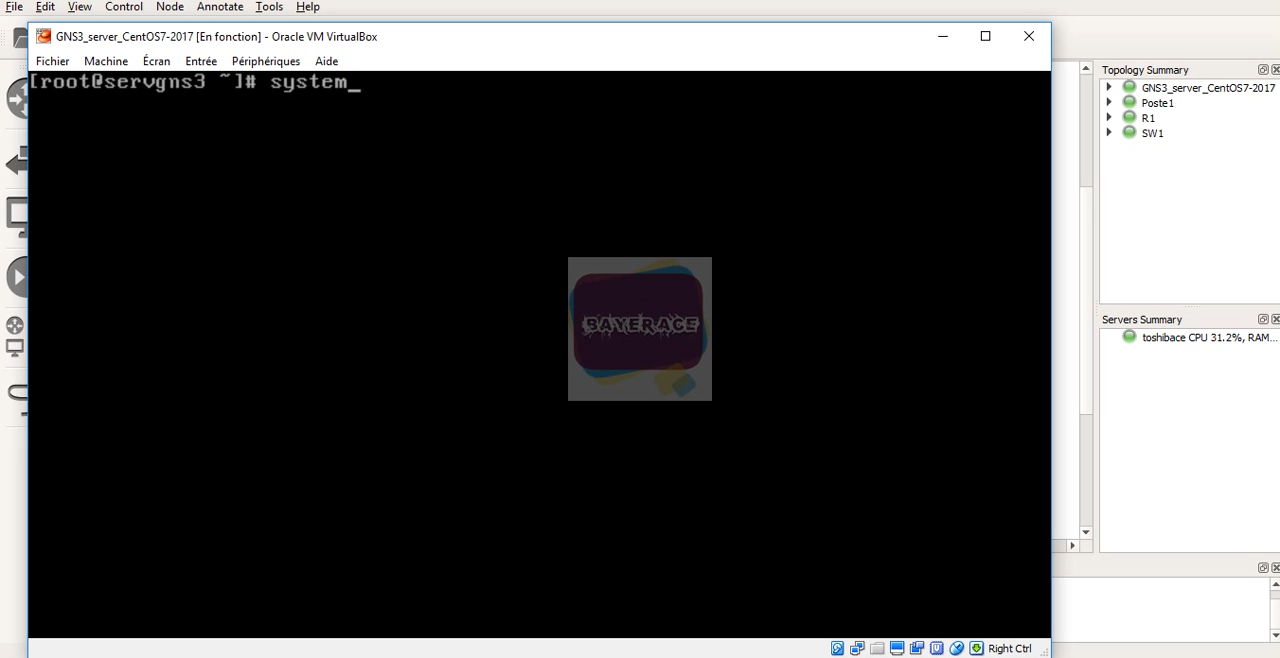 File Edit View Control Node Annotate Tools Help
GNS3_server_CentOS7-2017 [En fonction] - Oracle VM VirtualBox
Fichier Machine Écran Entrée Périphériques Aide
[root@servgns3 ~]# system_
BAYERACE
Topology Summary
GNS3_server_CentOS7-2017
Poste1
R1
SW1
Servers Summary
toshibace CPU 31.2%, RAM...
Right Ctrl